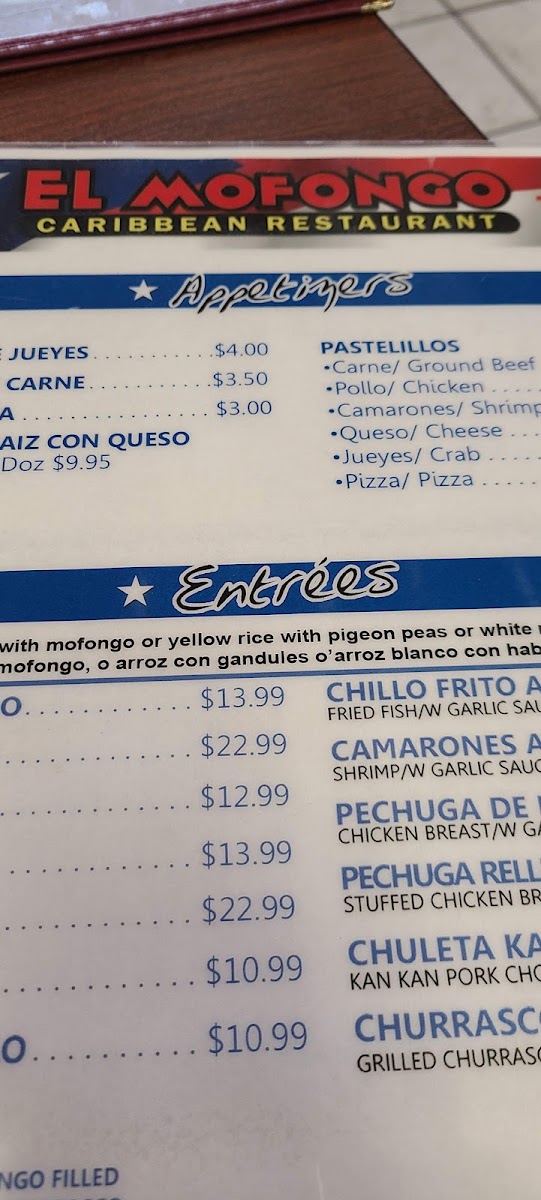 EL MOFONGO
CARIBBEAN RESTAURANT
Appetizers
E JUEYES...........$4.00
CARNE...........$3.50
A................$3.00
AIZ CON QUESO
Doz $9.95
PASTELILLOS
•Carne/ Ground Beef
•Pollo/ Chicken .....
•Camarones/ Shrimp
•Queso/ Cheese ...
•Jueyes/ Crab .....
•Pizza/ Pizza .....
Entrées
with mofongo or yellow rice with pigeon peas or white
mofongo, o arroz con gandules o'arroz blanco con hab
O............. $13.99
$22.99
$12.99
$13.99
$22.99
$10.99
O.......... $10.99
CHILLO FRITO A
FRIED FISH/W GARLIC SAU
CAMARONES A
SHRIMP/W GARLIC SAUC
PECHUGA DE
CHICKEN BREAST/W GA
PECHUGA RELL
STUFFED CHICKEN BR
CHULETA KA
KAN KAN PORK CHO
CHURRASCO
GRILLED CHURRASC
NGO FILLED